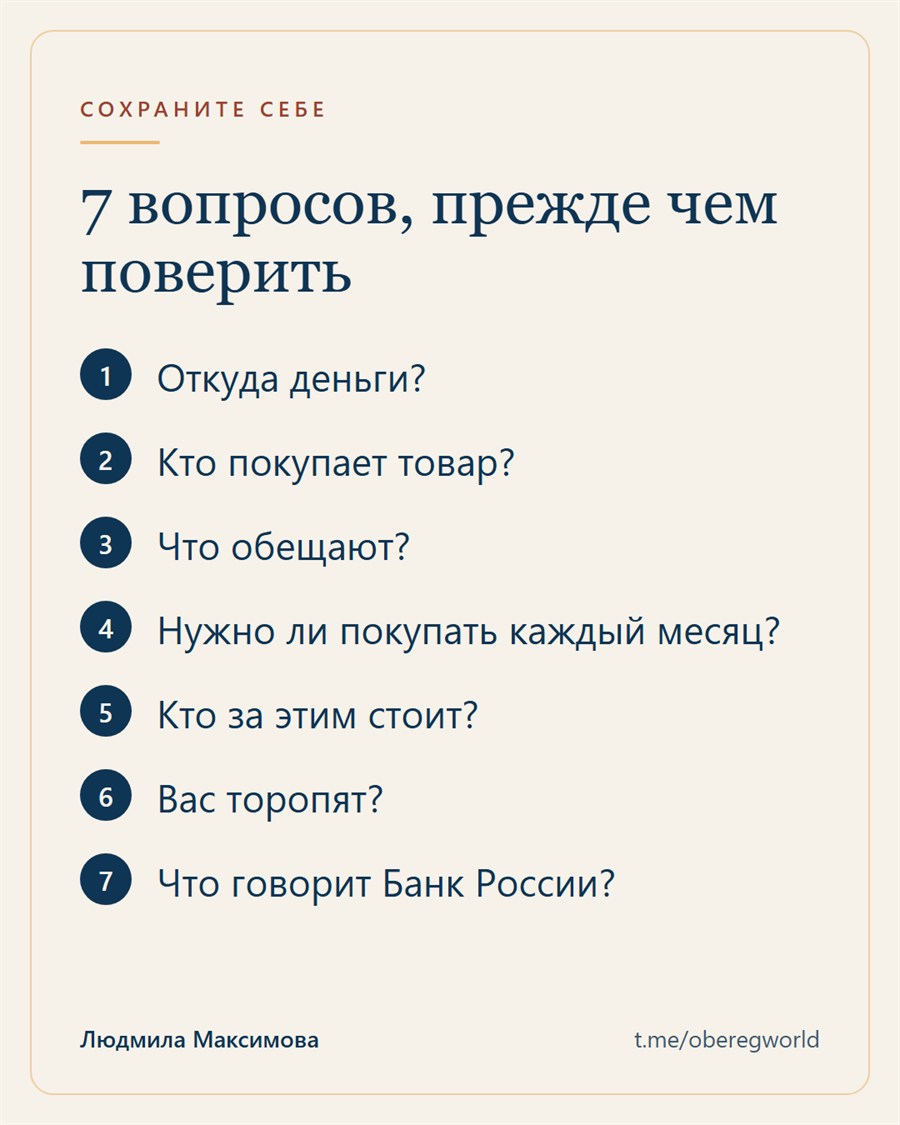 СОХРАНИТЕ СЕБЕ
7 вопросов, прежде чем
поверить
1 Откуда деньги?
2 Кто покупает товар?
3 Что обещают?
4 Нужно ли покупать каждый месяц?
5 Кто за этим стоит?
6 Вас торопят?
7 Что говорит Банк России?
Людмила Максимова t.me/oberegworld